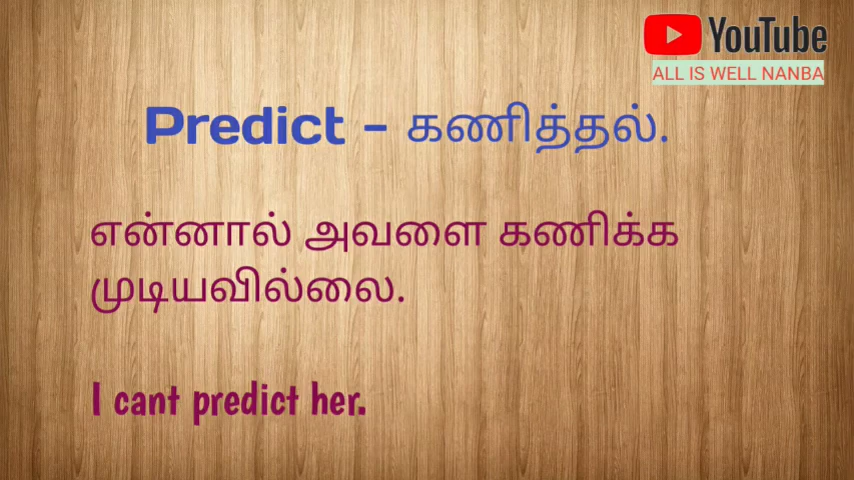 YouTube
ALL IS WELL NANBA
Predict - கணித்தல்.
என்னால் அவளை கணிக்க
முடியவில்லை.
I cant predict her.